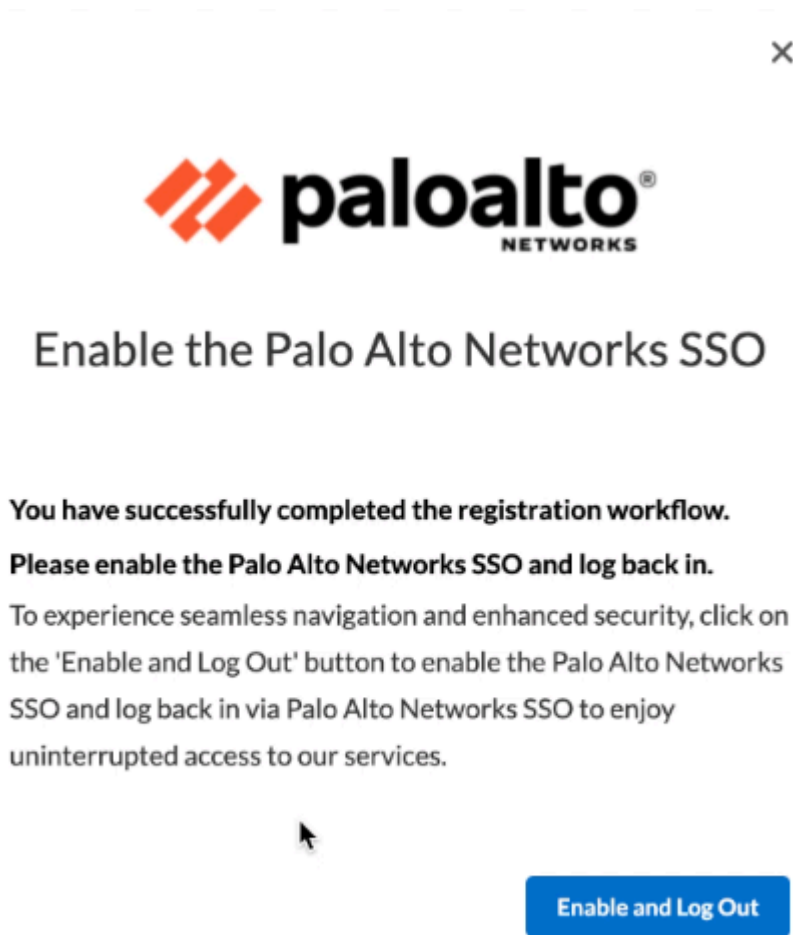 paloalto®
NETWORKS
Enable the Palo Alto Networks SSO
You have successfully completed the registration workflow.
Please enable the Palo Alto Networks SSO and log back in.
To experience seamless navigation and enhanced security, click on
the 'Enable and Log Out' button to enable the Palo Alto Networks
SSO and log back in via Palo Alto Networks SSO to enjoy
uninterrupted access to our services.
Enable and Log Out